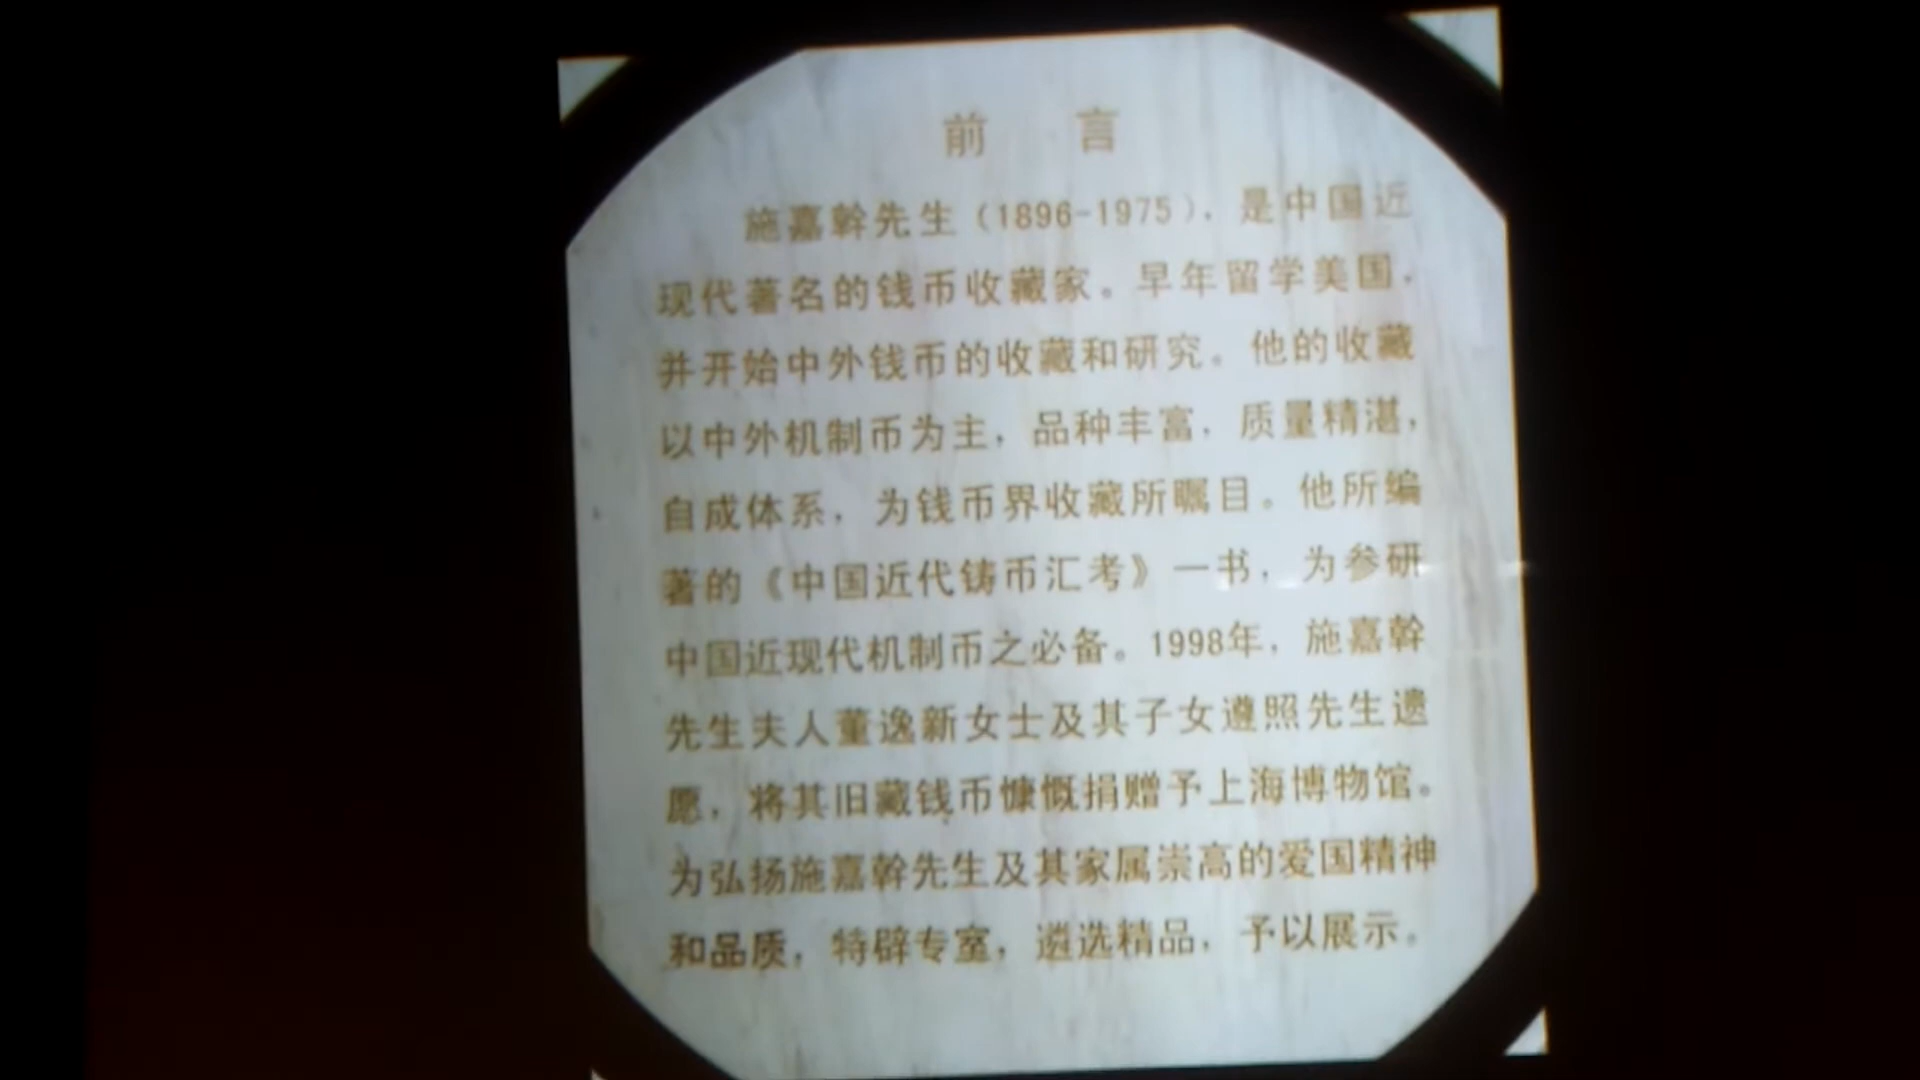 前 言
施嘉幹先生（1896-1975），是中国近
现代著名的钱币收藏家。早年留学美国，
并开始中外钱币的收藏和研究。他的收藏
以中外机制币为主，品种丰富，质量精湛，
自成体系，为钱币界收藏所瞩目。他所编
著的《中国近代铸币汇考》一书，为参研
中国近现代机制币之必备。1998年，施嘉幹
先生夫人董逸新女士及其子女遵照先生遗
愿，将其旧藏钱币慷慨捐赠予上海博物馆。
为弘扬施嘉幹先生及其家属崇高的爱国精神
和品质，特辟专室，遴选精品，予以展示。